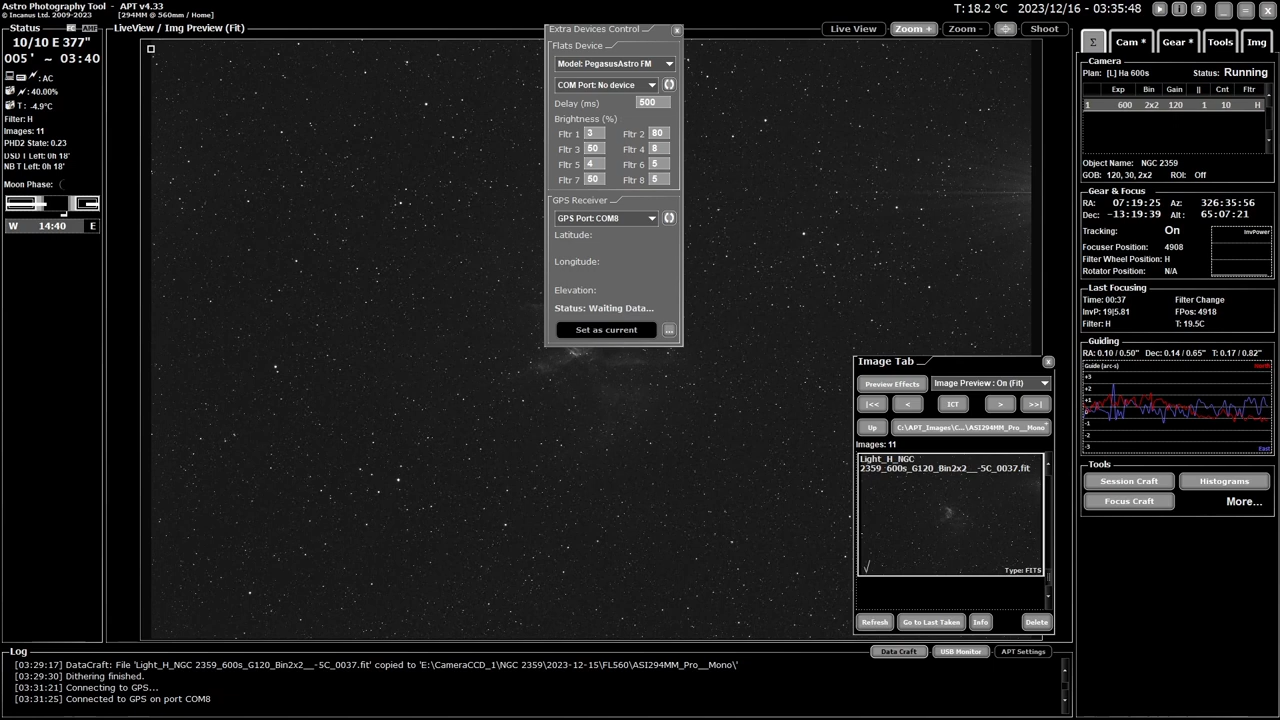 Astro Photography Tool - APT v4.33
© Incanus Ltd. 2009-2023 [294MM @ 560mm / Home]
T: 18.2 ºC 2023/12/16 - 03:35:48
Status
10/10 E 377"
005' ~ 03:40
: AC
: 40.00%
T : -4.9°C
Filter: H
Images: 11
PHD2 State: 0.23
DSD T Left: 0h 18'
NB T Left: 0h 18'
Moon Phase:
W 14:40 E
LiveView / Img Preview (Fit)
Live View Zoom + Zoom - Shoot
Extra Devices Control
Flats Device
Model: PegasusAstro FM
COM Port: No device
Delay (ms) 500
Brightness (%)
Fltr 1 3 Fltr 2 80
Fltr 3 50 Fltr 4 8
Fltr 5 4 Fltr 6 5
Fltr 7 50 Fltr 8 5
GPS Receiver
GPS Port: COM8
Latitude:
Longitude:
Elevation:
Status: Waiting Data...
Set as current ...
Image Tab
Preview Effects Image Preview : On (Fit)
|<< < ICT > >>|
Up C:\APT_Images\C...\ASI294MM_Pro__Mono
Images: 11
Light_H_NGC
2359_600s_G120_Bin2x2__-5C_0037.fit
Type: FITS
Refresh Go to Last Taken Info Delete
Σ Cam * Gear * Tools Img
Camera
Plan: [L] Ha 600s Status: Running
Exp Bin Gain || Cnt Fltr
1 600 2x2 120 1 10 H
Object Name: NGC 2359
GOB: 120, 30, 2x2 ROI: Off
Gear & Focus
RA: 07:19:25 Az: 326:35:56
Dec: -13:19:39 Alt : 65:07:21
Tracking: On InvPower
Focuser Position: 4908
Filter Wheel Position: H
Rotator Position: N/A
Last Focusing
Time: 00:37 Filter Change
InvP: 19|5.81 FPos: 4918
Filter: H T: 19.5C
Guiding
RA: 0.10 / 0.50" Dec: 0.14 / 0.65" T: 0.17 / 0.82"
Guide (arc-s) North
+3
+2
+1
0
-1
-2
-3
East
Tools
Session Craft Histograms
Focus Craft More...
Log
Data Craft USB Monitor APT Settings
[03:29:17] DataCraft: File 'Light_H_NGC 2359_600s_G120_Bin2x2__-5C_0037.fit' copied to 'E:\CameraCCD_1\NGC 2359\2023-12-15\FL560\ASI294MM_Pro__Mono\'
[03:29:30] Dithering finished.
[03:31:21] Connecting to GPS...
[03:31:25] Connected to GPS on port COM8